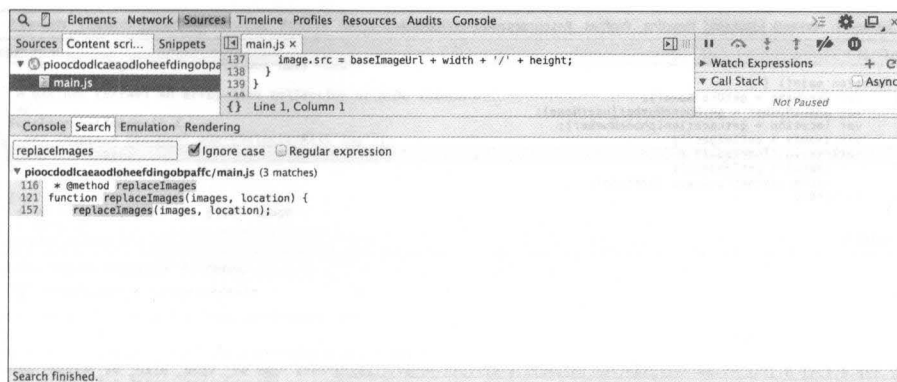 Elements Network Sources Timeline Profiles Resources Audits Console
Sources Content scri... Snippets main.js ×
pioocdodlcaeaodloheefdingobpa
main.js
137 image.src = baseImageUrl + width + '/' + height;
138 }
139 }
140
{} Line 1, Column 1
Watch Expressions + C
Call Stack Async
Not Paused
Console Search Emulation Rendering
replaceImages Ignore case Regular expression
pioocdodlcaeaodloheefdingobpaffc/main.js (3 matches)
116 * @method replaceImages
121 function replaceImages(images, location) {
157 replaceImages(images, location);
Search finished.